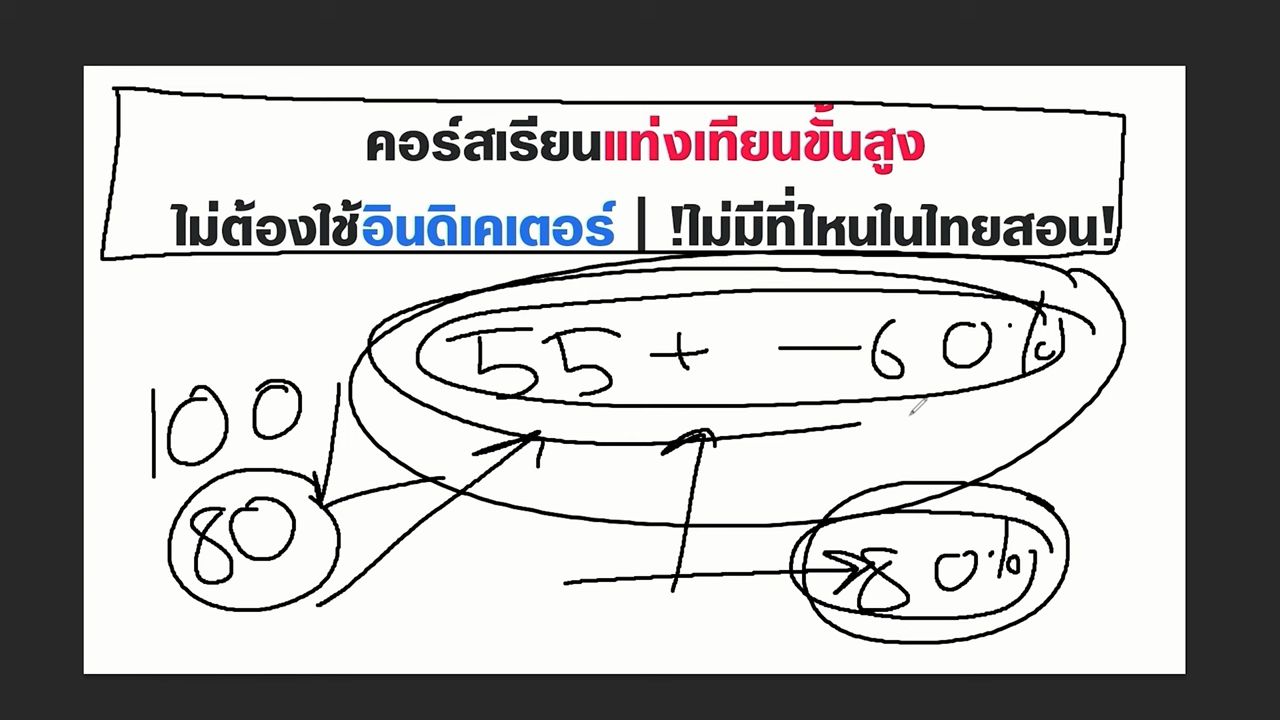 คอร์สเรียนแท่งเทียนขั้นสูง
ไม่ต้องใช้อินดิเคเตอร์ | !ไม่มีที่ไหนในไทยสอน!
55 + — 60%
100
80
80%